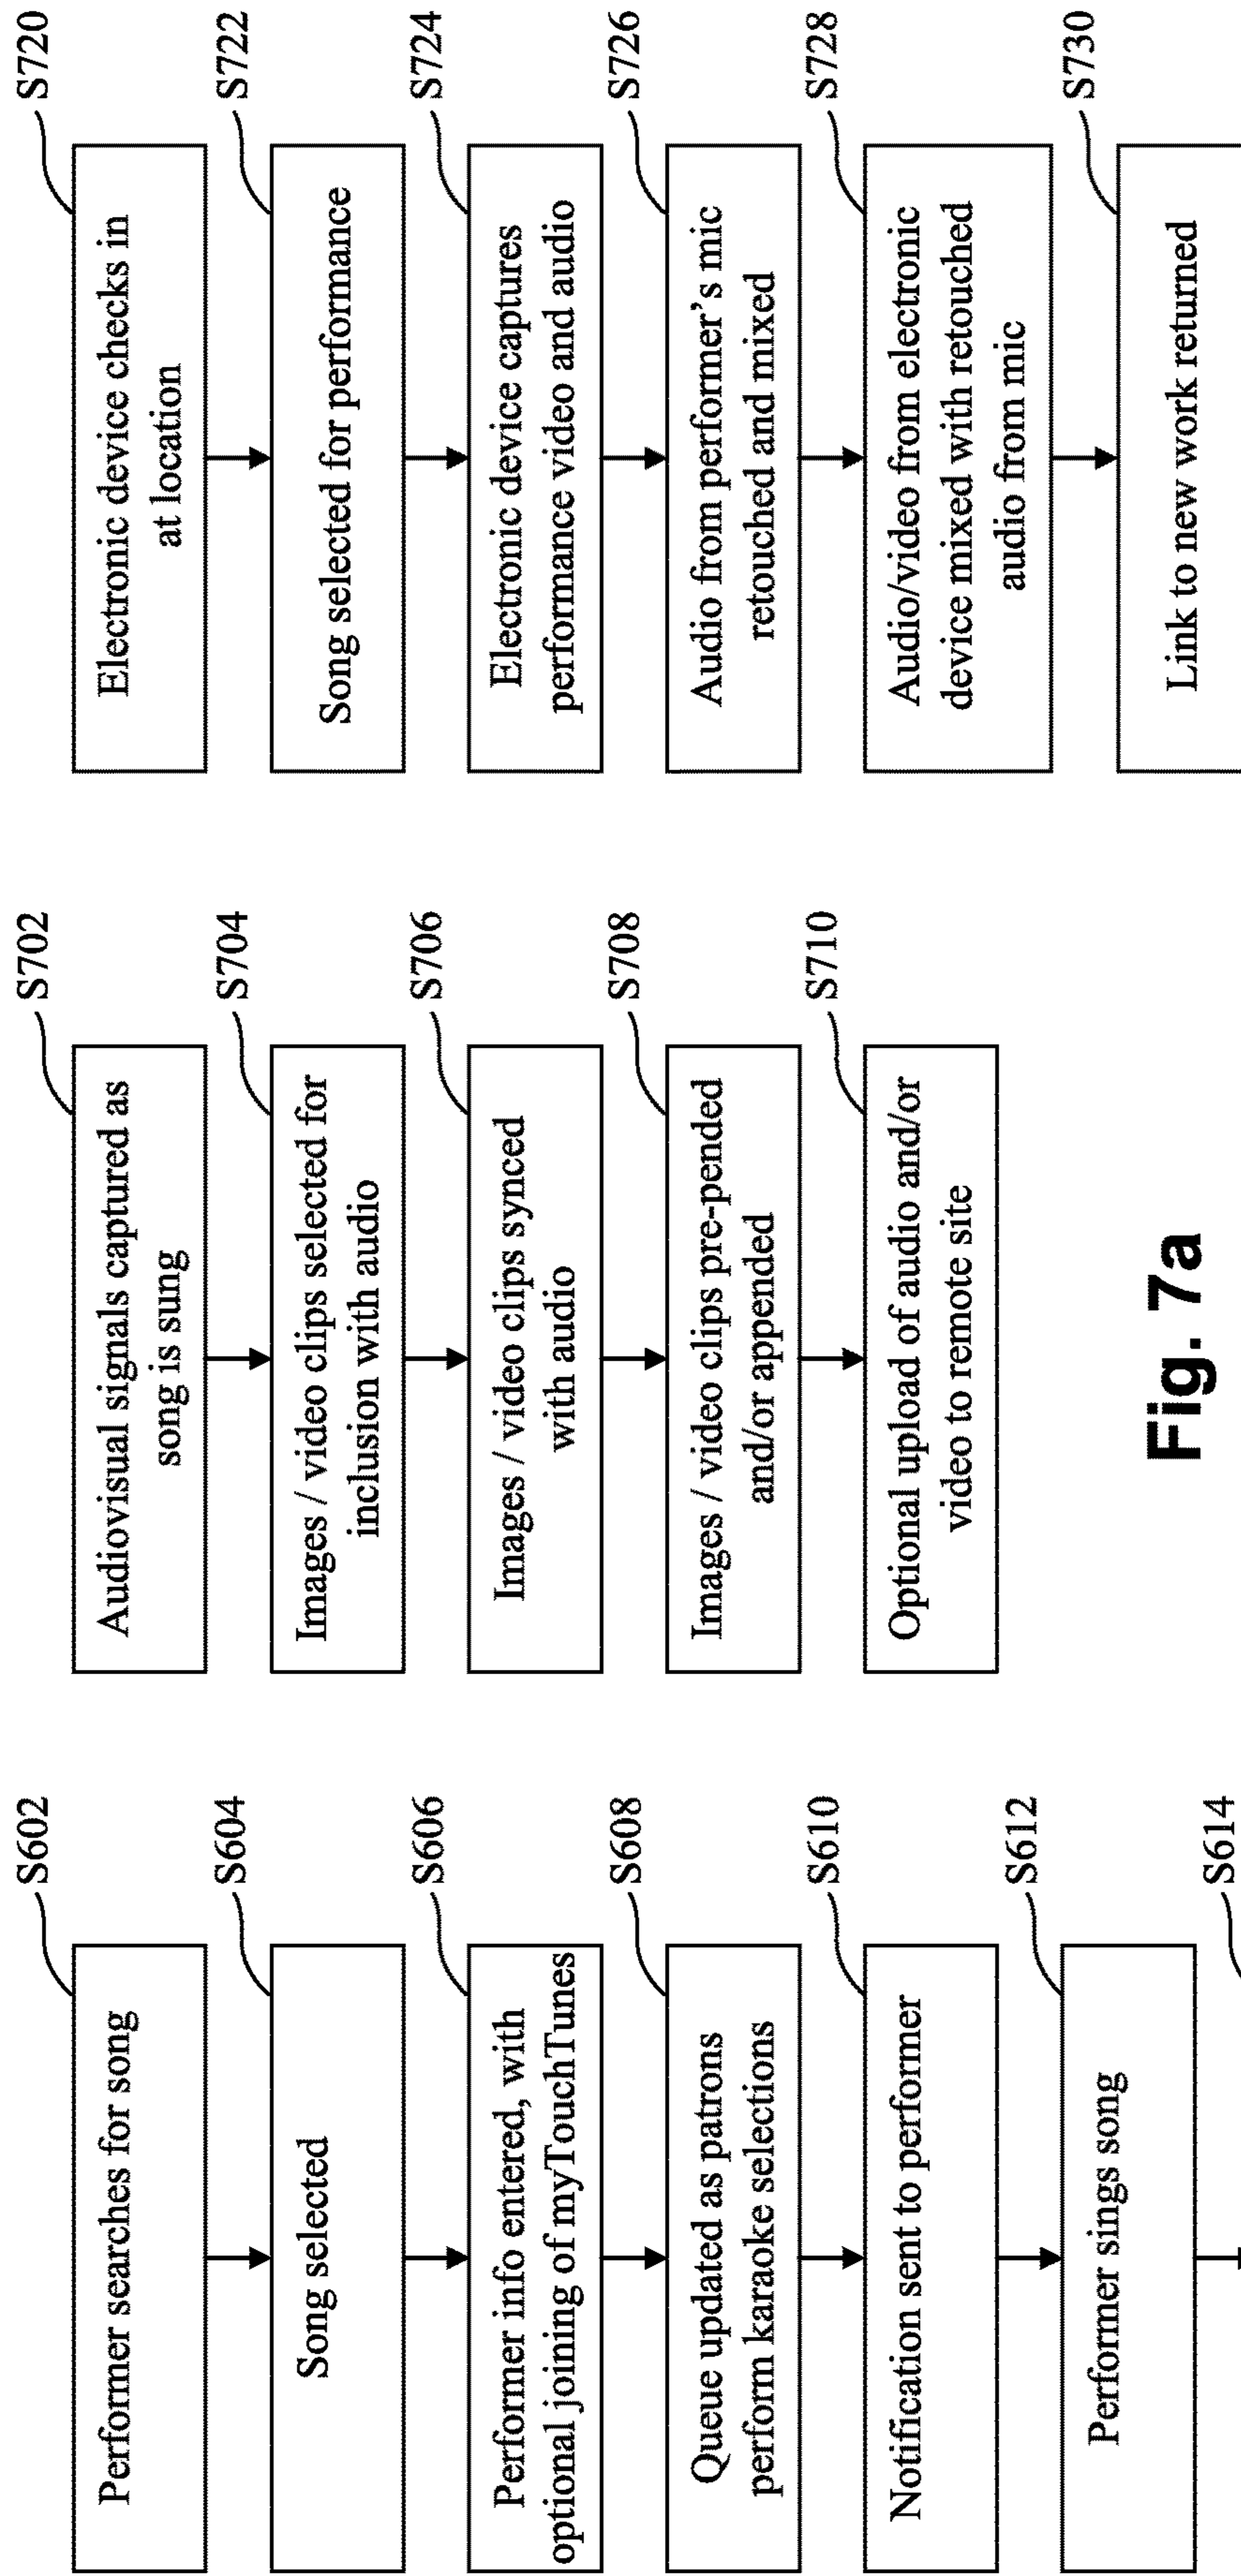 S602
Performer searches for song
S604
Song selected
S606
Performer info entered, with
optional joining of myTouchTunes
S608
Queue updated as patrons
perform karaoke selections
S610
Notification sent to performer
S612
Performer sings song
S614
S702
Audiovisual signals captured as
song is sung
S704
Images / video clips selected for
inclusion with audio
S706
Images / video clips synced
with audio
S708
Images / video clips pre-pended
and/or appended
S710
Optional upload of audio and/or
video to remote site
Fig. 7a
S720
Electronic device checks in
at location
S722
Song selected for performance
S724
Electronic device captures
performance video and audio
S726
Audio from performer's mic
retouched and mixed
S728
Audio/video from electronic
device mixed with retouched
audio from mic
S730
Link to new work returned